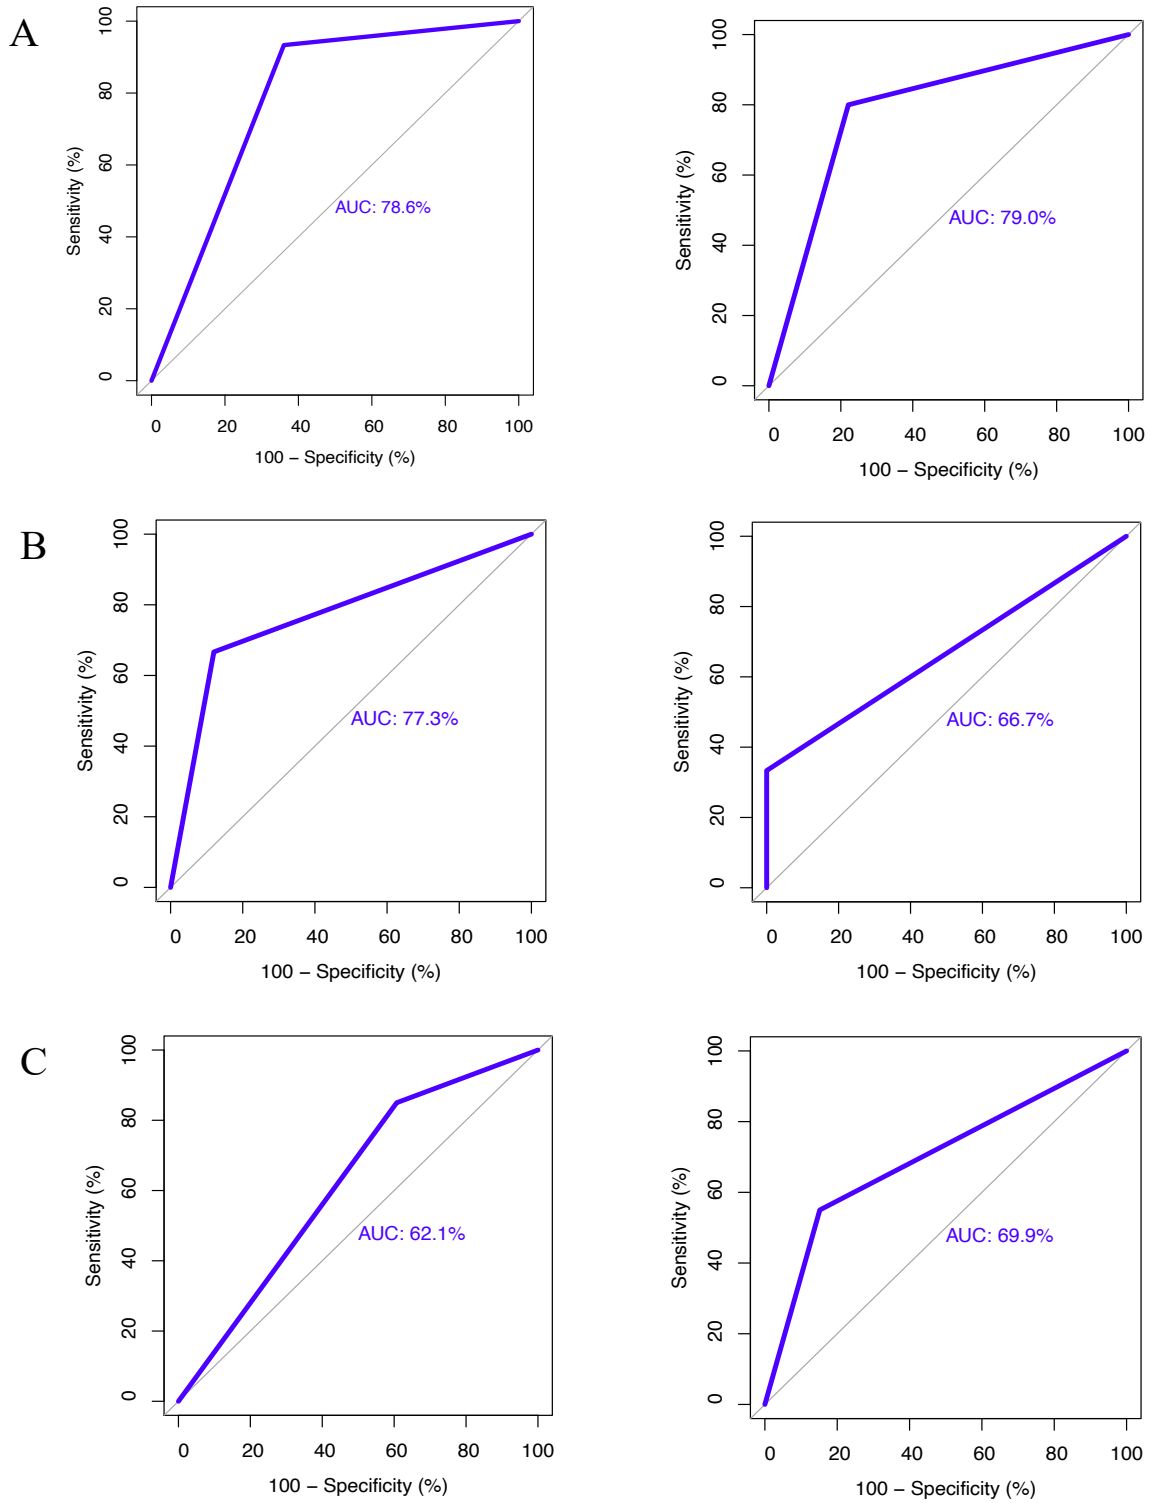 A
Sensitivity (%)
100
80
60
40
20
0
AUC: 78.6%
0 20 40 60 80 100
100 – Specificity (%)
Sensitivity (%)
100
80
60
40
20
0
AUC: 79.0%
0 20 40 60 80 100
100 – Specificity (%)
B
Sensitivity (%)
100
80
60
40
20
0
AUC: 77.3%
0 20 40 60 80 100
100 – Specificity (%)
Sensitivity (%)
100
80
60
40
20
0
AUC: 66.7%
0 20 40 60 80 100
100 – Specificity (%)
C
Sensitivity (%)
100
80
60
40
20
0
AUC: 62.1%
0 20 40 60 80 100
100 – Specificity (%)
Sensitivity (%)
100
80
60
40
20
0
AUC: 69.9%
0 20 40 60 80 100
100 – Specificity (%)